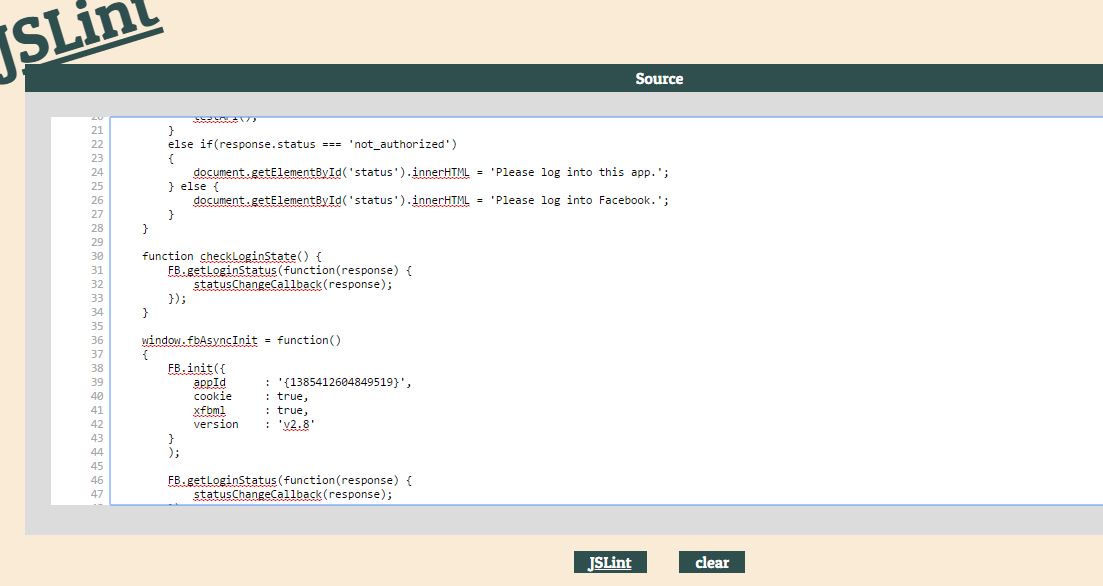 JSLint
Source
20 testAPI();
21 }
22 else if(response.status === 'not_authorized')
23 {
24 document.getElementById('status').innerHTML = 'Please log into this app.';
25 } else {
26 document.getElementById('status').innerHTML = 'Please log into Facebook.';
27 }
28 }
29
30 function checkLoginState() {
31 FB.getLoginStatus(function(response) {
32 statusChangeCallback(response);
33 });
34 }
35
36 window.fbAsyncInit = function()
37 {
38 FB.init({
39 appId : '{1385412604849519}',
40 cookie : true,
41 xfbml : true,
42 version : 'v2.8'
43 }
44 );
45
46 FB.getLoginStatus(function(response) {
47 statusChangeCallback(response);
JSLint clear